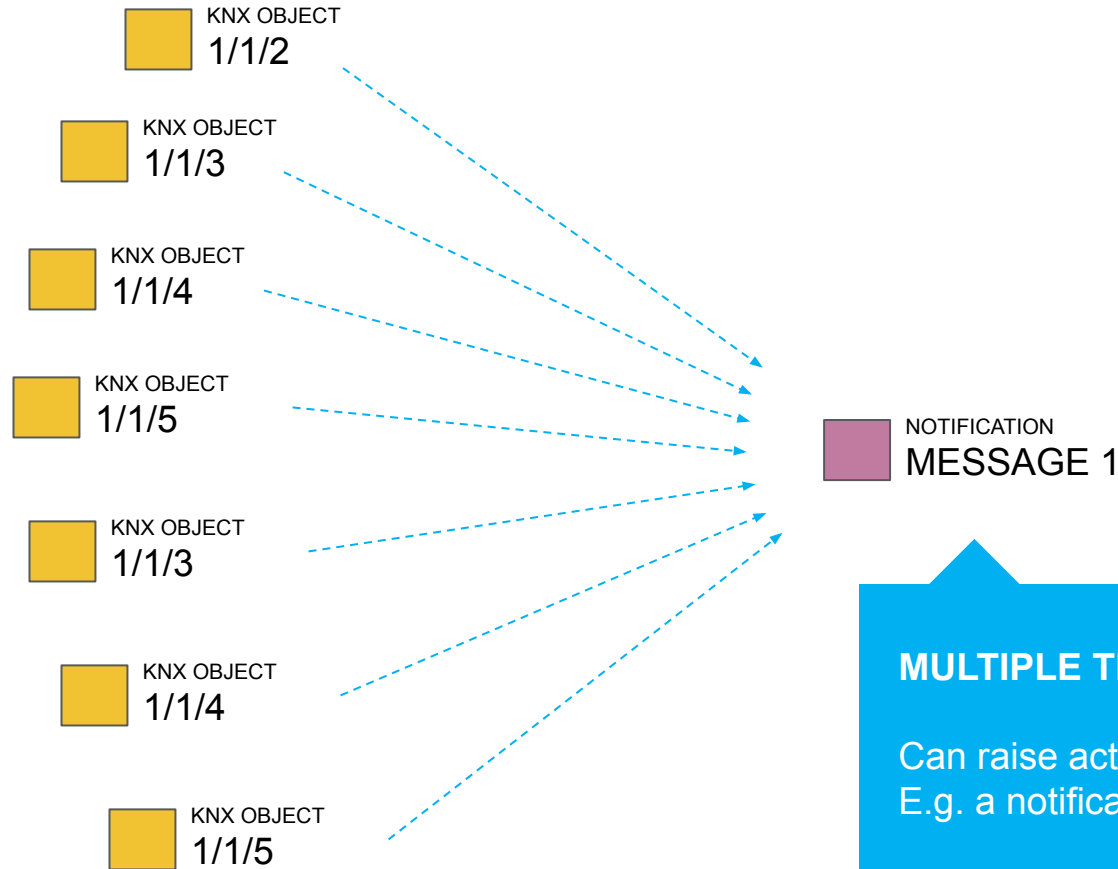 KNX OBJECT
1/1/2
KNX OBJECT
1/1/3
KNX OBJECT
1/1/4
KNX OBJECT
1/1/5
KNX OBJECT
1/1/3
KNX OBJECT
1/1/4
KNX OBJECT
1/1/5
NOTIFICATION
MESSAGE 1
MULTIPLE
Can raise
E.g. a